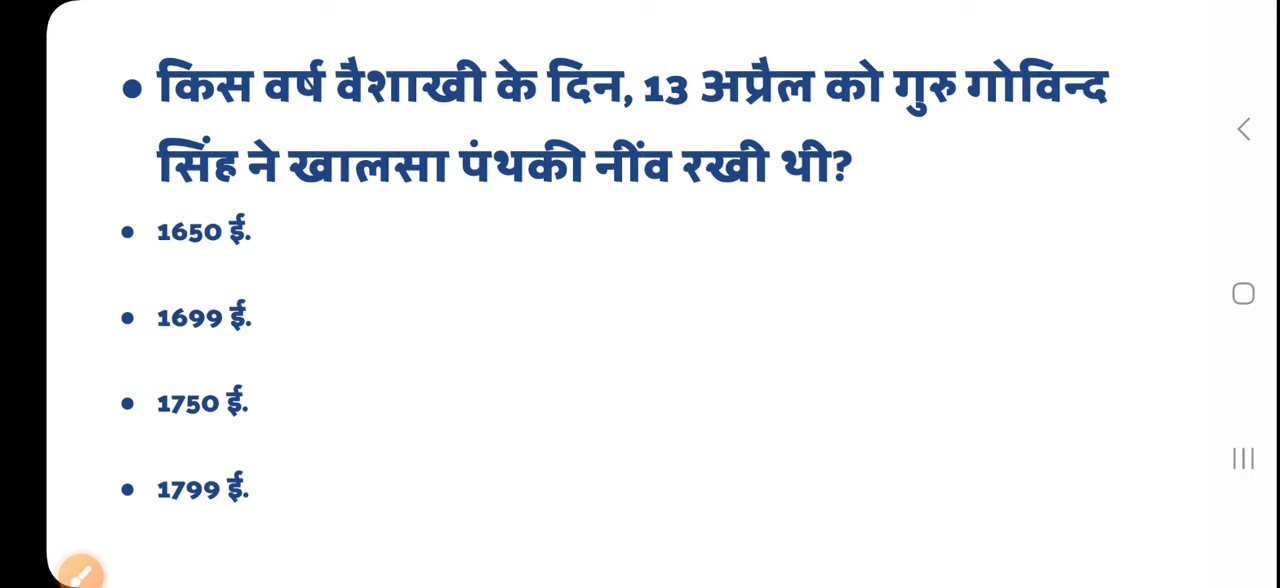 • किस वर्ष वैशाखी के दिन, 13 अप्रैल को गुरु गोविन्द
सिंह ने खालसा पंथकी नींव रखी थी?
• 1650 ई.
• 1699 ई.
• 1750 ई.
• 1799 ई.